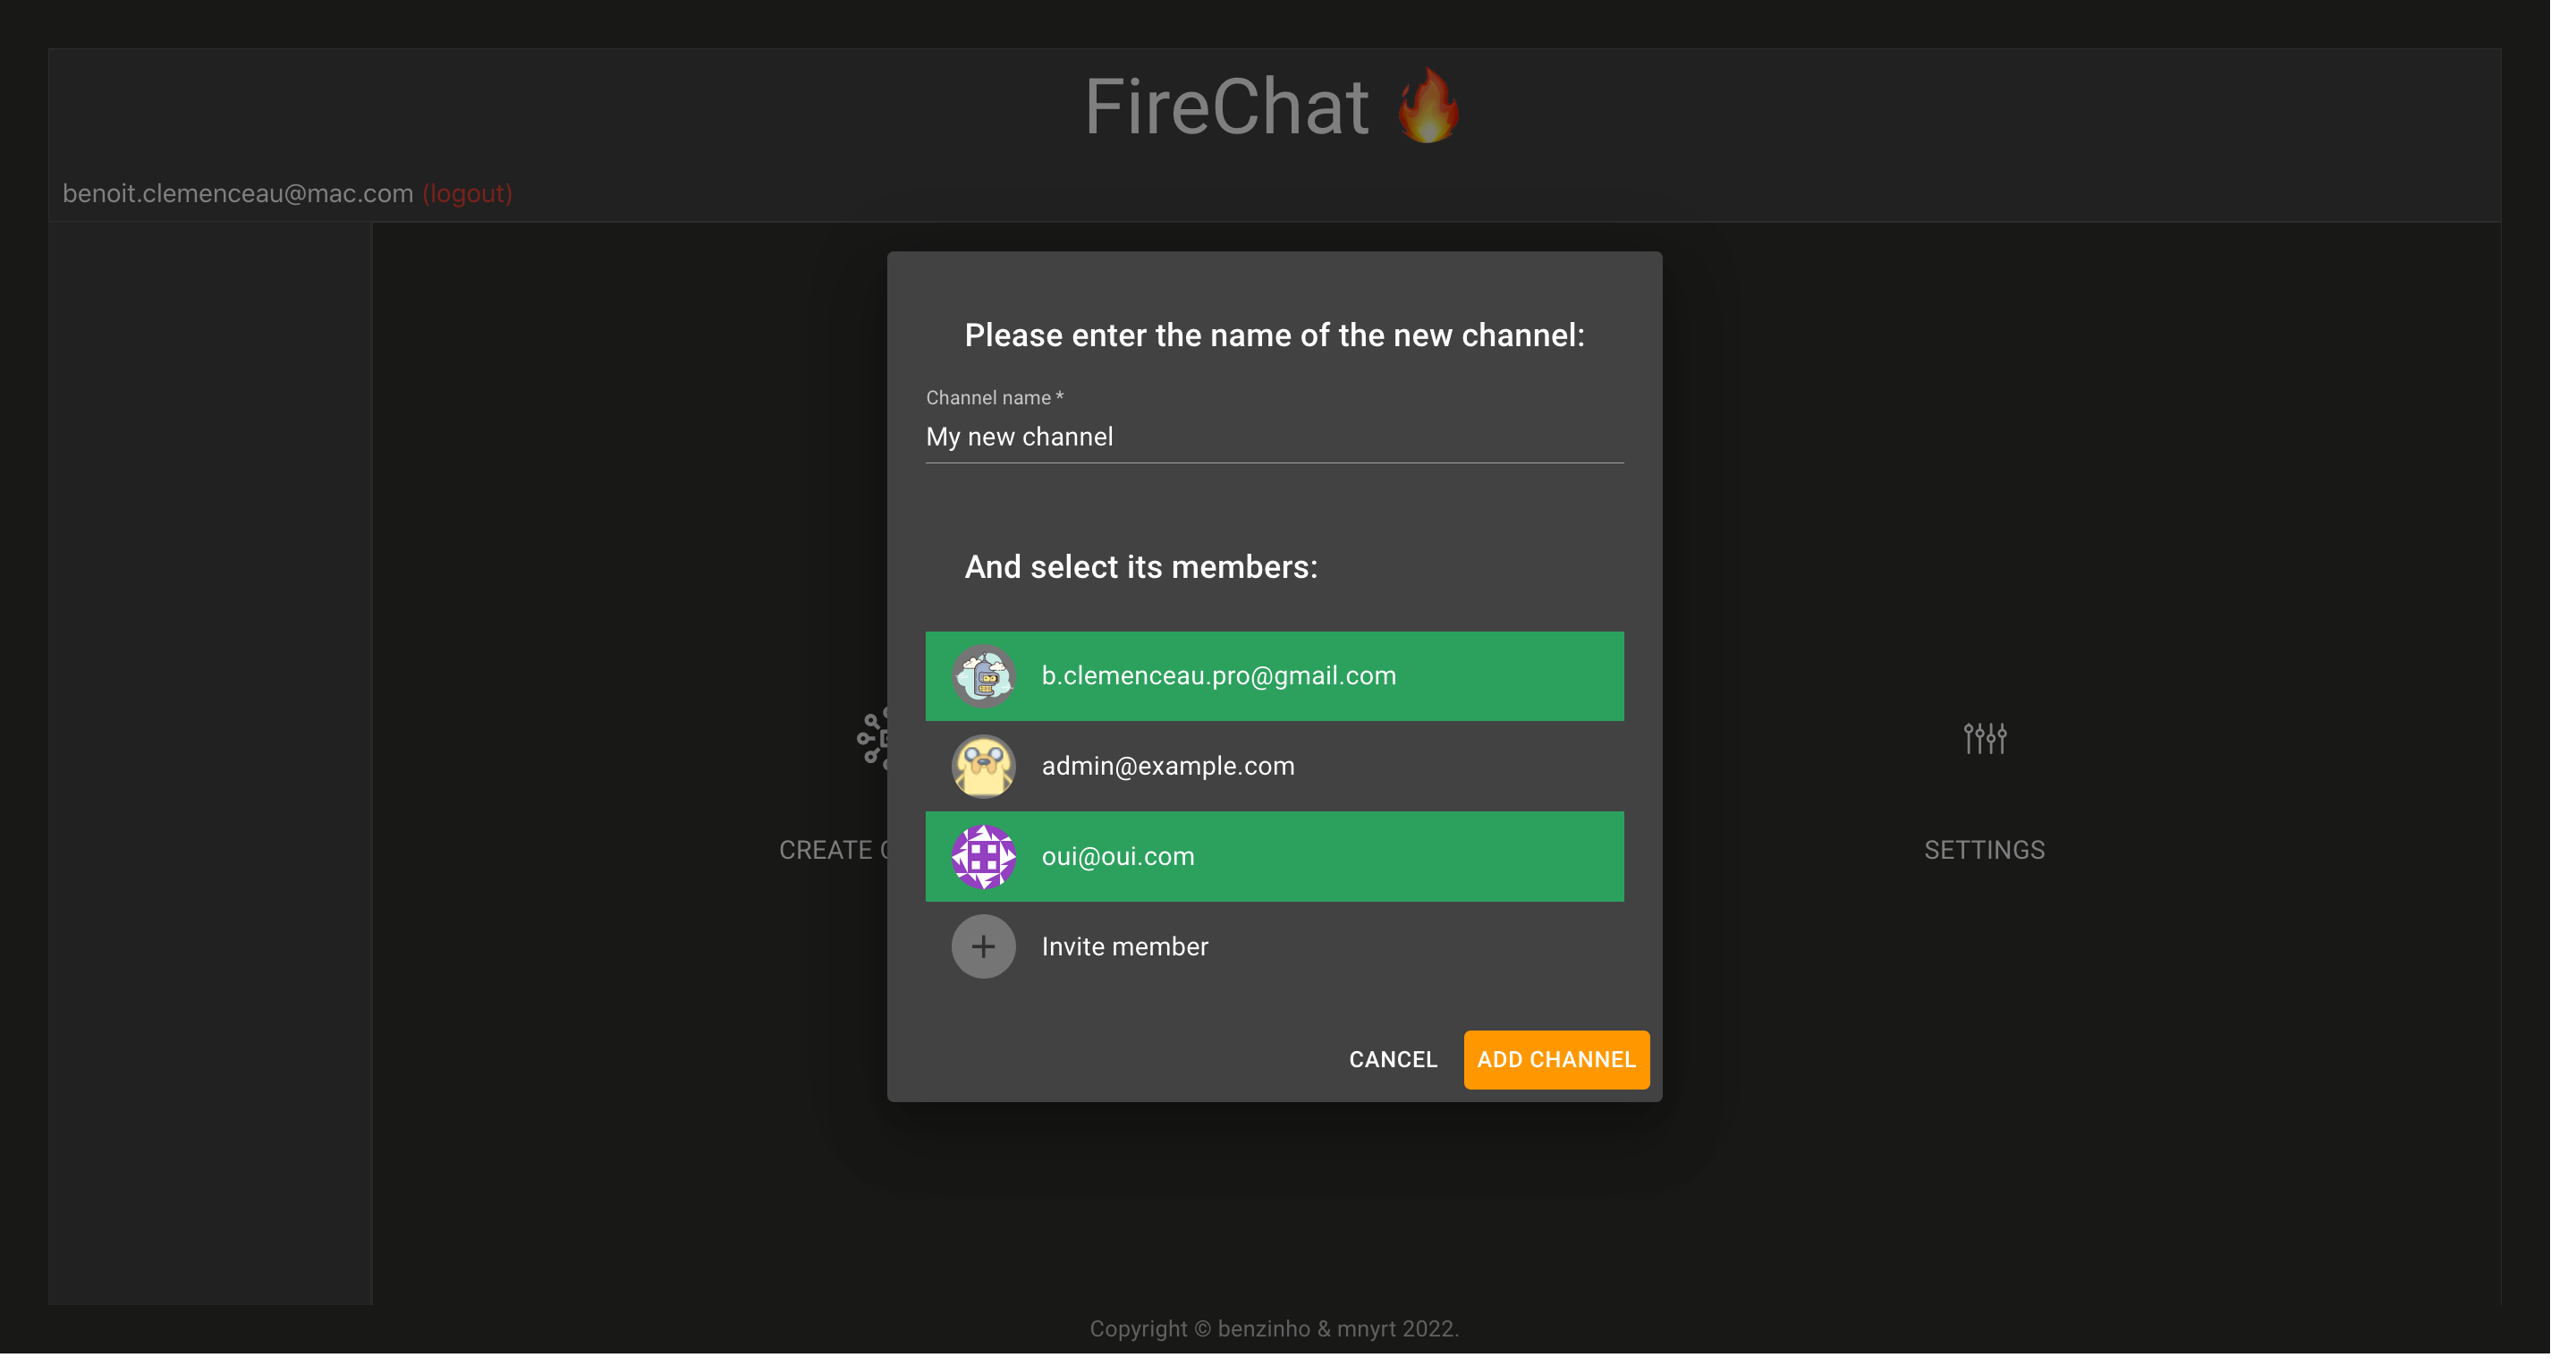 FireChat 🔥
benoit.clemenceau@mac.com (logout)
Please enter the name of the new channel:
Channel name *
My new channel
And select its members:
b.clemenceau.pro@gmail.com
admin@example.com
oui@oui.com
Invite member
CANCEL
ADD CHANNEL
CREATE
SETTINGS
Copyright © benzinho & mnyrt 2022.